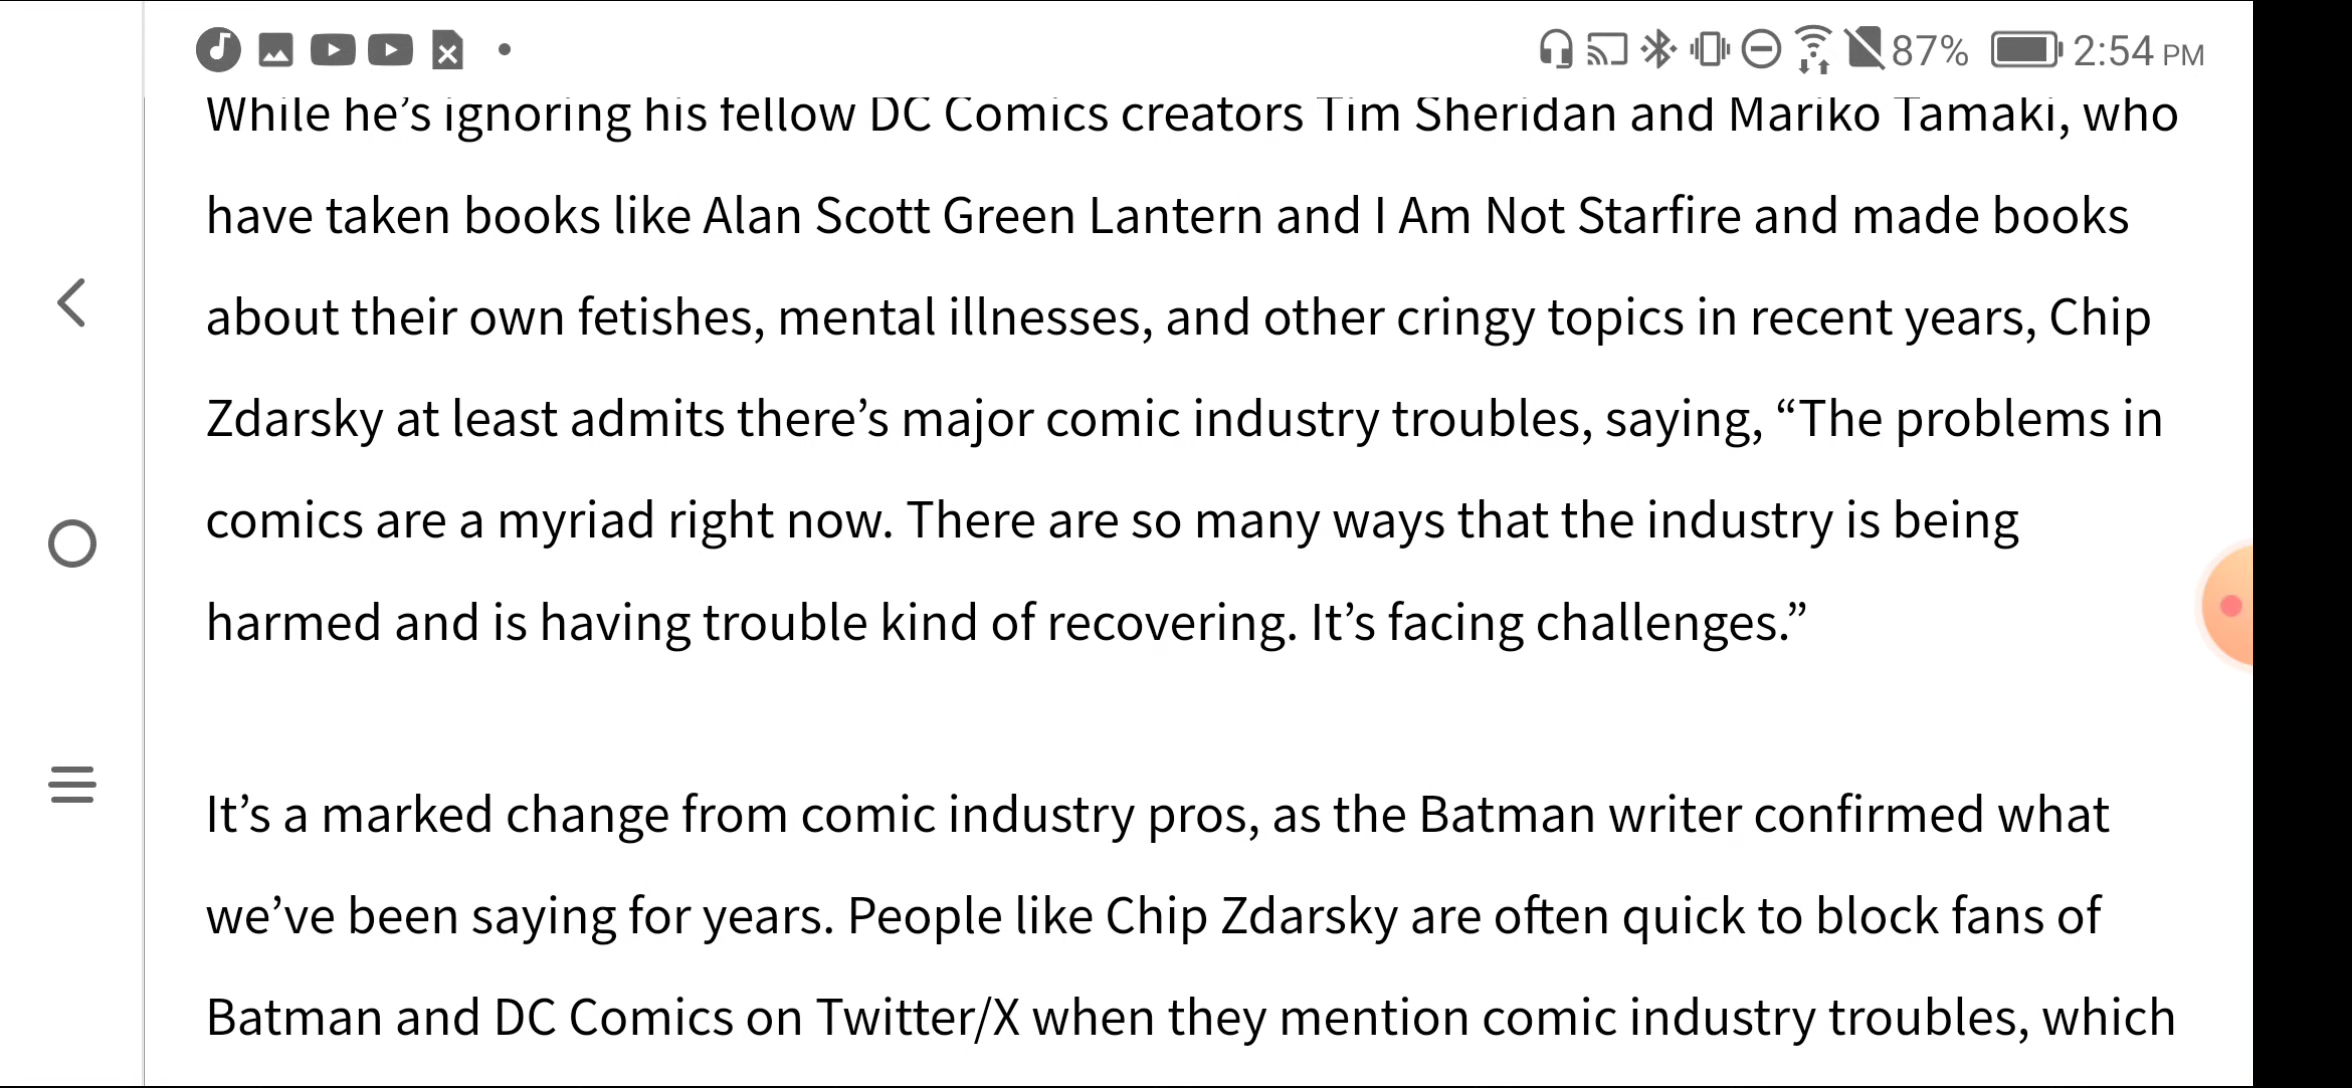 87% 2:54 PM
While he’s ignoring his fellow DC Comics creators Tim Sheridan and Mariko Tamaki, who
have taken books like Alan Scott Green Lantern and I Am Not Starfire and made books
about their own fetishes, mental illnesses, and other cringy topics in recent years, Chip
Zdarsky at least admits there’s major comic industry troubles, saying, “The problems in
comics are a myriad right now. There are so many ways that the industry is being
harmed and is having trouble kind of recovering. It’s facing challenges.”
It’s a marked change from comic industry pros, as the Batman writer confirmed what
we’ve been saying for years. People like Chip Zdarsky are often quick to block fans of
Batman and DC Comics on Twitter/X when they mention comic industry troubles, which